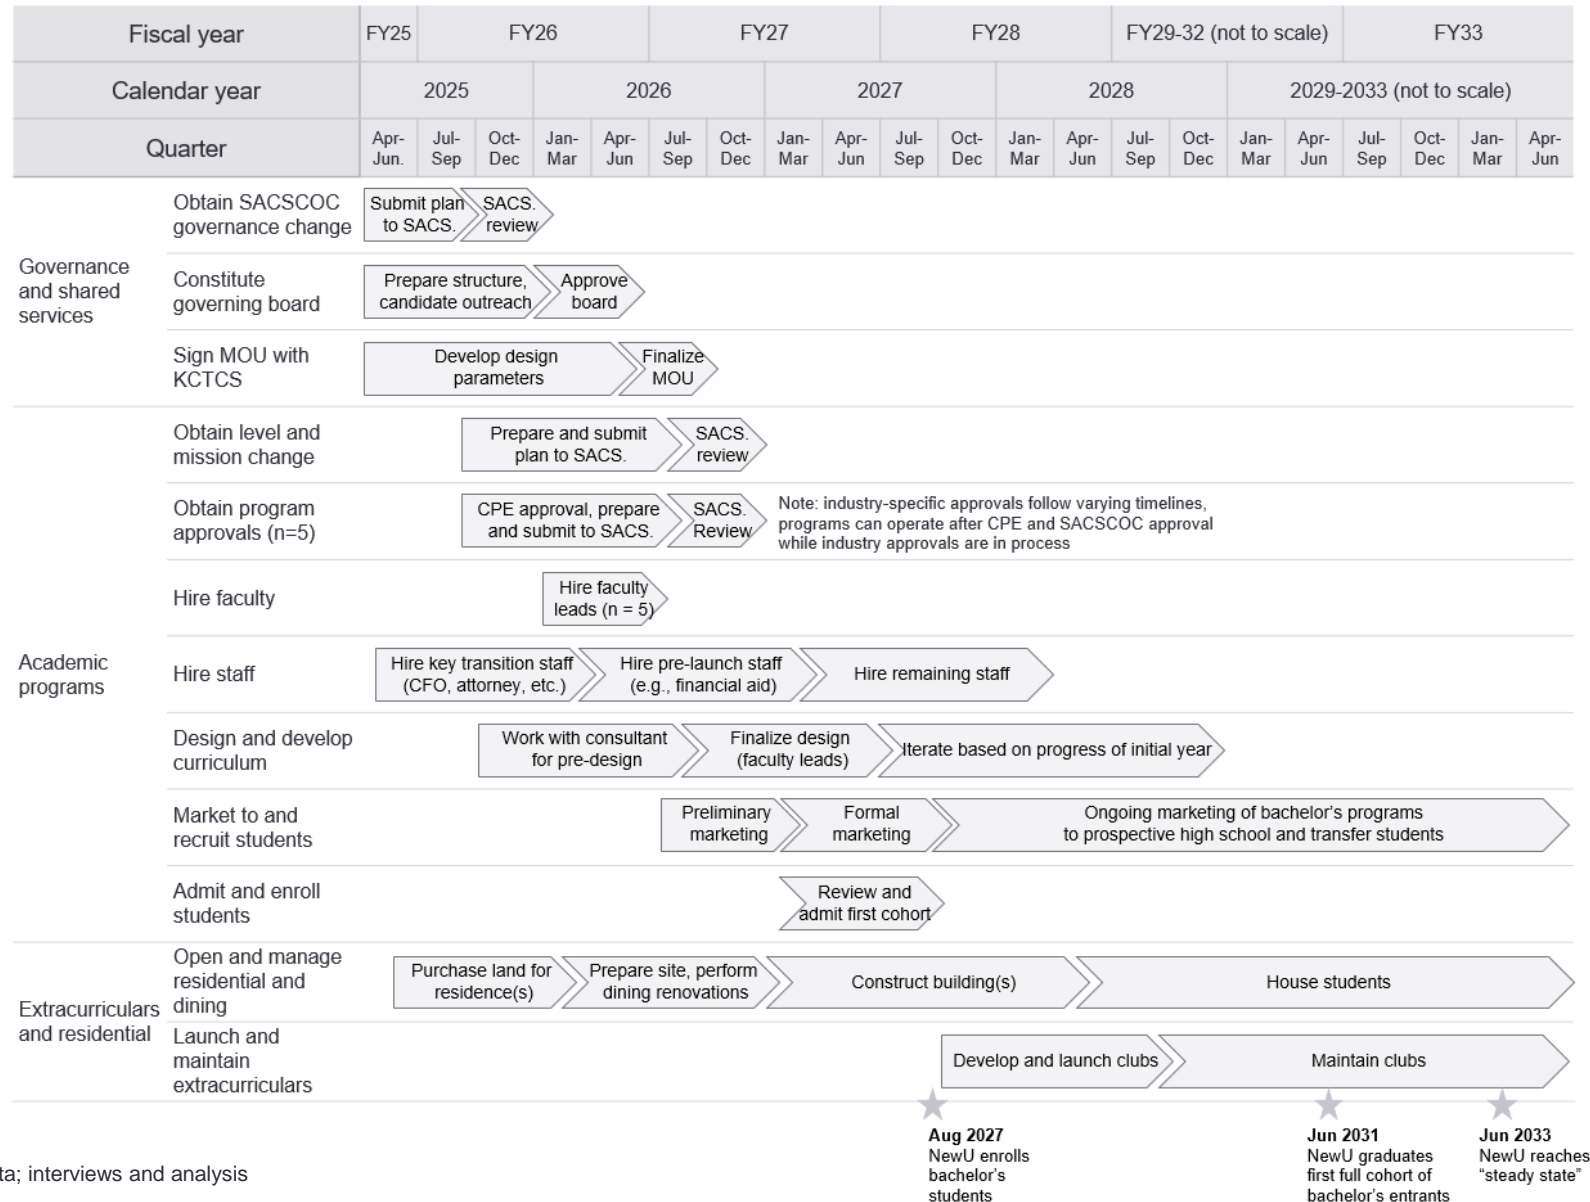 Fiscal year
FY25
FY26
FY27
FY28
FY29-32 (not to scale)
FY33
Calendar year
2025
2026
2027
2028
2029-2033 (not to scale)
Quarter
Apr-
Jun.
Jul-
Sep
Oct-
Dec
Jan-
Mar
Apr-
Jun
Jul-
Sep
Oct-
Dec
Jan-
Mar
Apr-
Jun
Jul-
Sep
Oct-
Dec
Jan-
Mar
Apr-
Jun
Jul-
Sep
Oct-
Dec
Jan-
Mar
Apr-
Jun
Jul-
Sep
Oct-
Dec
Jan-
Mar
Apr-
Jun
Governance
and shared
services
Obtain SACSCOC
governance change
Submit plan
to SACS.
SACS.
review
Constitute
governing board
Prepare structure,
candidate outreach
Approve
board
Sign MOU with
KCTCS
Develop design
parameters
Finalize
MOU
Academic
programs
Obtain level and
mission change
Prepare and submit
plan to SACS.
SACS.
review
Obtain program
approvals (n=5)
CPE approval, prepare
and submit to SACS.
SACS.
Review
Note: industry-specific approvals follow varying timelines,
programs can operate after CPE and SACSCOC approval
while industry approvals are in process
Hire faculty
Hire faculty
leads (n = 5)
Hire staff
Hire key transition staff
(CFO, attorney, etc.)
Hire pre-launch staff
(e.g., financial aid)
Hire remaining staff
Design and develop
curriculum
Work with consultant
for pre-design
Finalize design
(faculty leads)
Iterate based on progress of initial year
Market to and
recruit students
Preliminary
marketing
Formal
marketing
Ongoing marketing of bachelor's programs
to prospective high school and transfer students
Admit and enroll
students
Review and
admit first cohort
Extracurriculars
and residential
Open and manage
residential and
dining
Purchase land for
residence(s)
Prepare site, perform
dining renovations
Construct building(s)
House students
Launch and
maintain
extracurriculars
Develop and launch clubs
Maintain clubs
Aug 2027
NewU enrolls
bachelor's
students
Jun 2031
NewU graduates
first full cohort of
bachelor's entrants
Jun 2033
NewU reaches
"steady state"
ta; interviews and analysis